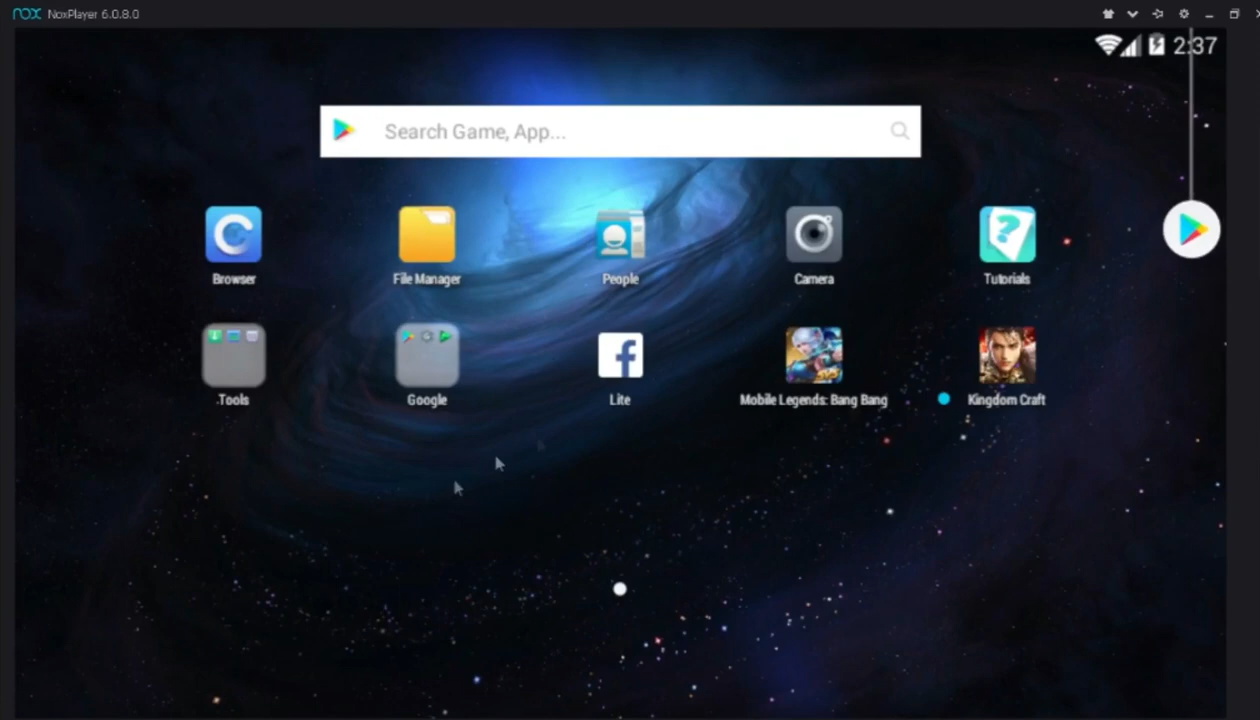 nox NoxPlayer 6.0.8.0
2:37
Search Game, App...
Browser
File Manager
People
Camera
Tutorials
Tools
Google
Lite
Mobile Legends: Bang Bang
Kingdom Craft